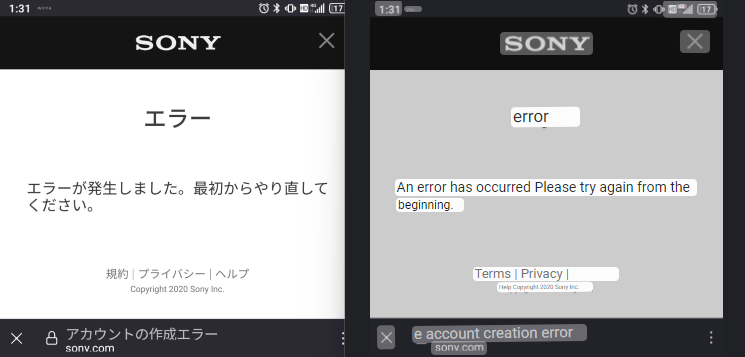 1:31
17
SONY
エラー
エラーが発生しました。最初からやり直して
ください。
規約 | プライバシー | ヘルプ
Copyright 2020 Sony Inc.
アカウントの作成エラー
sony.com
1:31
17
SONY
error
An error has occurred Please try again from the
beginning.
Terms | Privacy |
Help Copyright 2020 Sony Inc.
e account creation error
sony.com